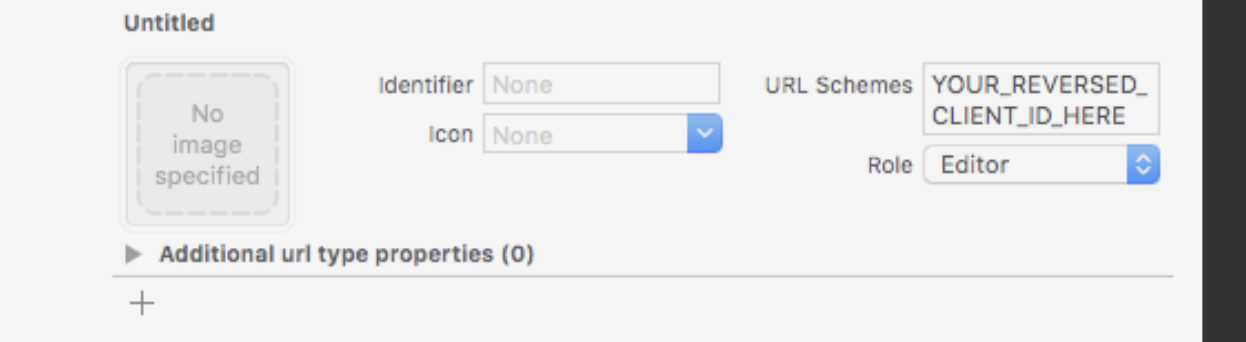 Untitled
No
image
specified
Identifier None
Icon None
URL Schemes YOUR_REVERSED_
CLIENT_ID_HERE
Role Editor
Additional url type properties (0)